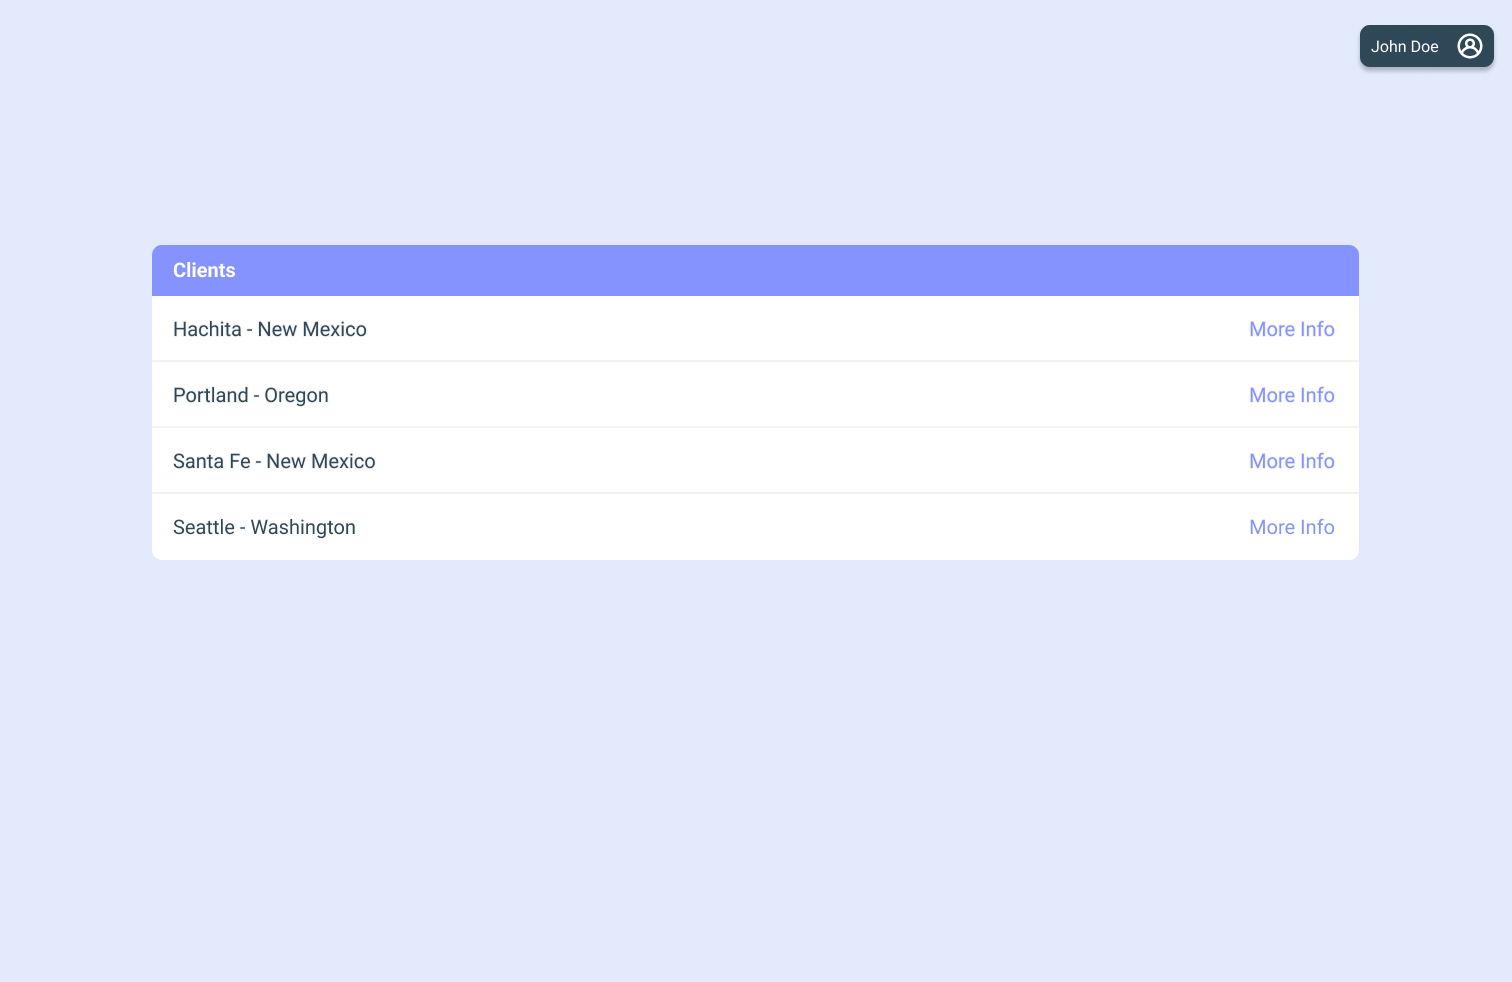 John Doe
Clients
Hachita - New Mexico More Info
Portland - Oregon More Info
Santa Fe - New Mexico More Info
Seattle - Washington More Info